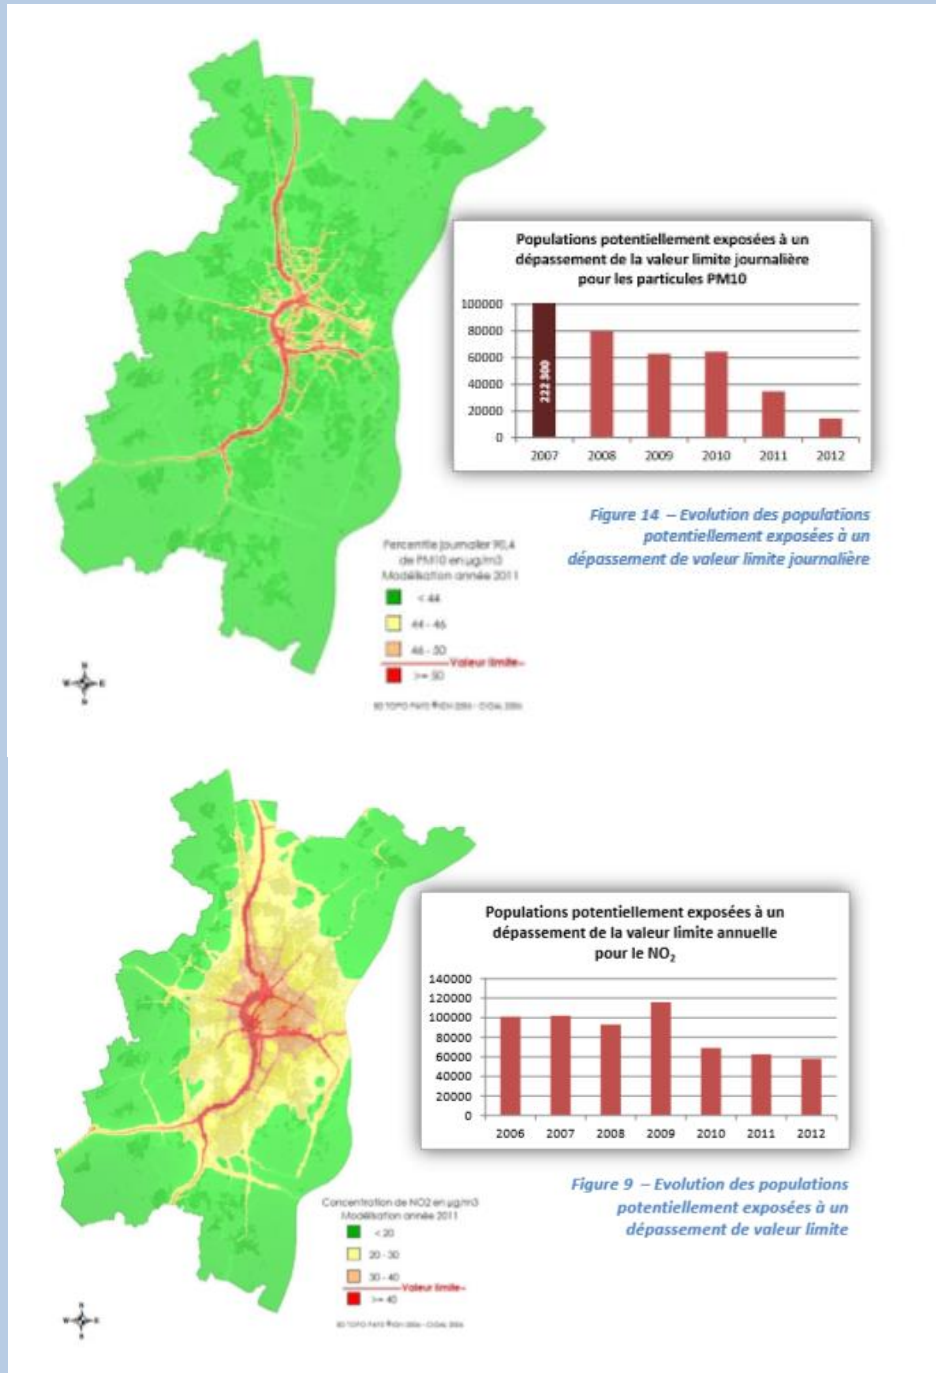 Populations potentiellement exposées à un
dépassement de la valeur limite journalière
pour les particules PM10
100000
80000
60000
40000
20000
0
222 300
2007 2008 2009 2010 2011 2012
Figure 14 – Evolution des populations
potentiellement exposées à un
dépassement de valeur limite journalière
Percentile journalier 90,4
de PM10 en µg/m3
Modélisation année 2011
< 44
44 - 46
46 - 50
Valeur limite
>= 50
N
W E
S
Populations potentiellement exposées à un
dépassement de la valeur limite annuelle
pour le NO₂
140000
120000
100000
80000
60000
40000
20000
0
2006 2007 2008 2009 2010 2011 2012
Figure 9 – Evolution des populations
potentiellement exposées à un
dépassement de valeur limite
Concentration de NO2 en µg/m3
Modélisation année 2011
< 20
20 - 30
30 - 40
Valeur limite
>= 40
N
W E
S